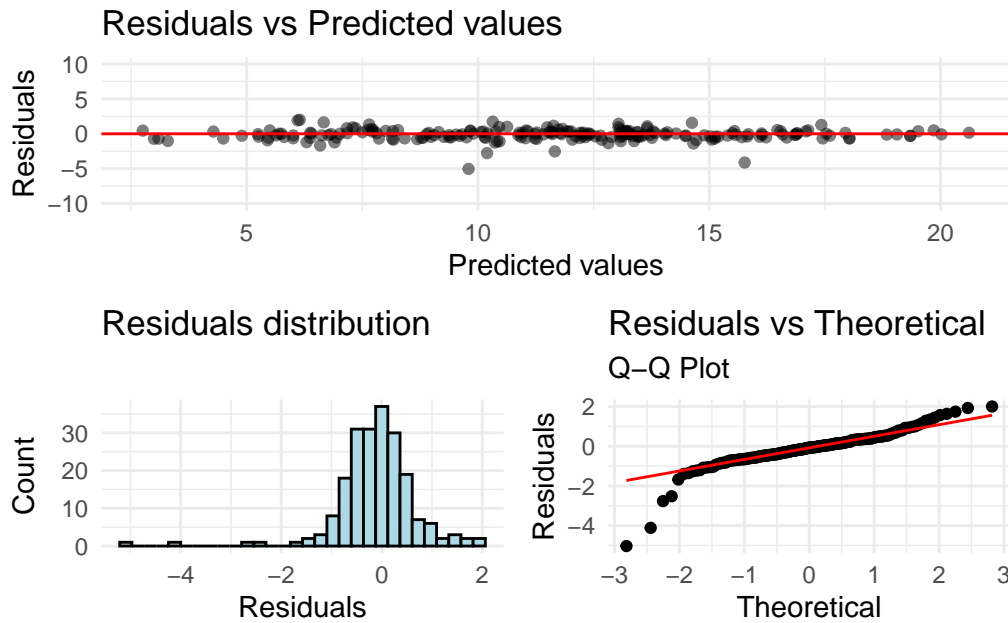 Residuals vs Predicted values
10
5
0
−5
−10
Residuals
5 10 15 20
Predicted values
Residuals distribution
30
20
10
0
Count
−4 −2 0 2
Residuals
Residuals vs Theoretical
Q−Q Plot
2
0
−2
−4
Residuals
−3 −2 −1 0 1 2 3
Theoretical